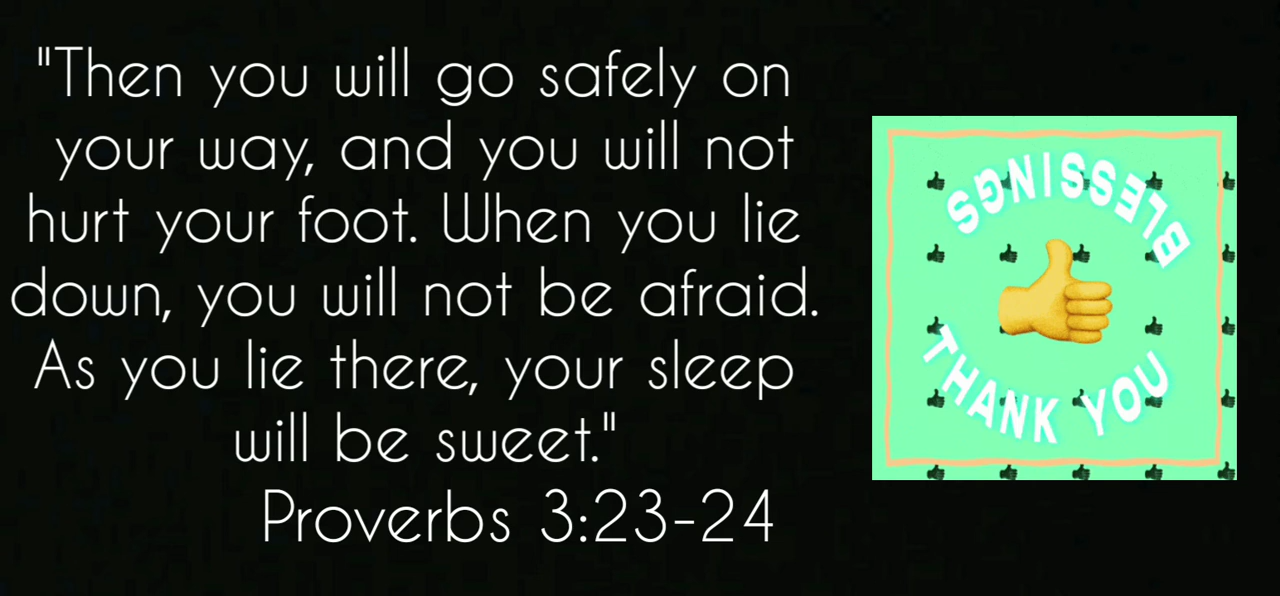 "Then you will go safely on
your way, and you will not
hurt your foot. When you lie
down, you will not be afraid.
As you lie there, your sleep
will be sweet."
Proverbs 3:23-24
BLESSINGS
THANK YOU